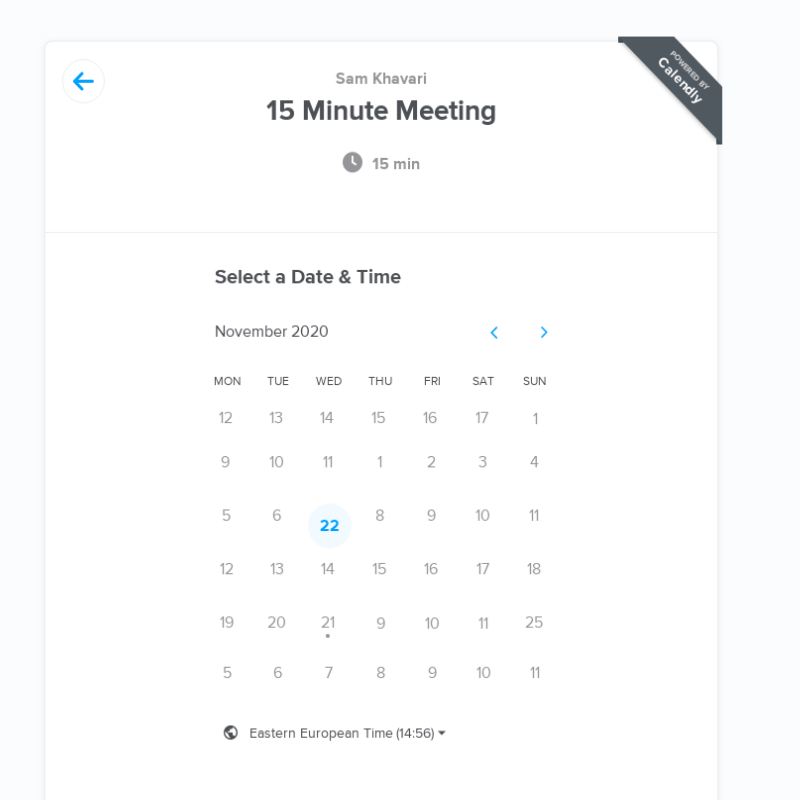 POWERED BY
Calendly
Sam Khavari
15 Minute Meeting
15 min
Select a Date & Time
November 2020
MON TUE WED THU FRI SAT SUN
12 13 14 15 16 17 1
9 10 11 1 2 3 4
5 6 22 8 9 10 11
12 13 14 15 16 17 18
19 20 21 9 10 11 25
5 6 7 8 9 10 11
Eastern European Time (14:56)